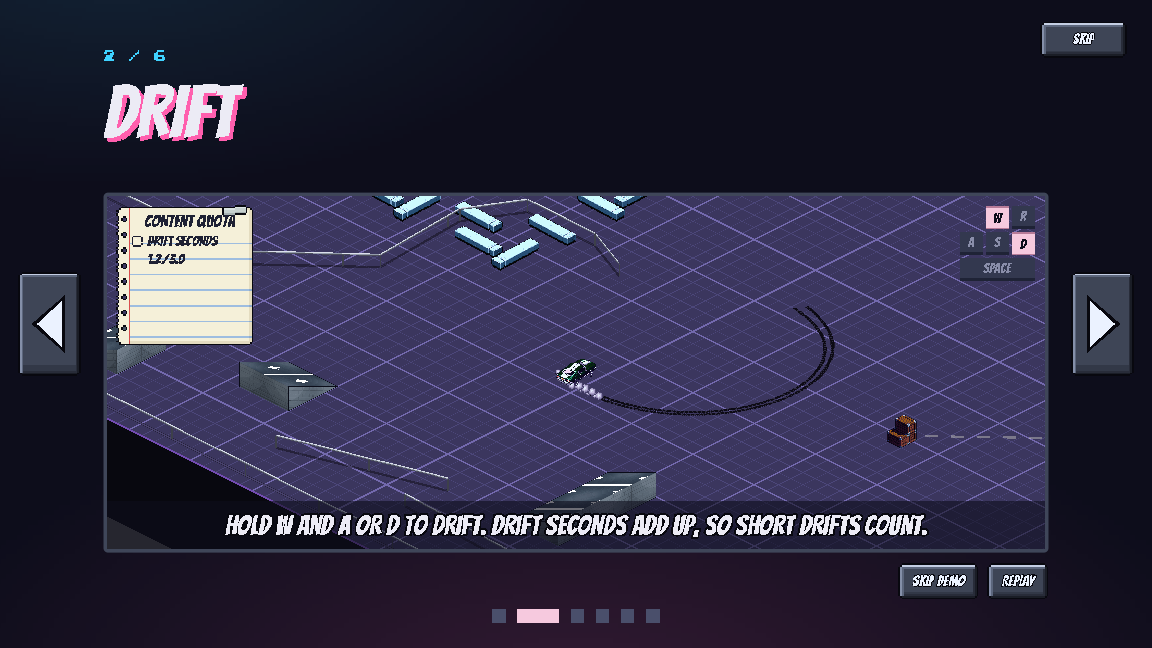 2 / 6
SKIP
DRIFT
CONTENT QUOTA
DRIFT SECONDS
1.2/5.0
W R
A S D
SPACE
HOLD W AND A OR D TO DRIFT. DRIFT SECONDS ADD UP, SO SHORT DRIFTS COUNT.
SKIP DEMO
REPLAY